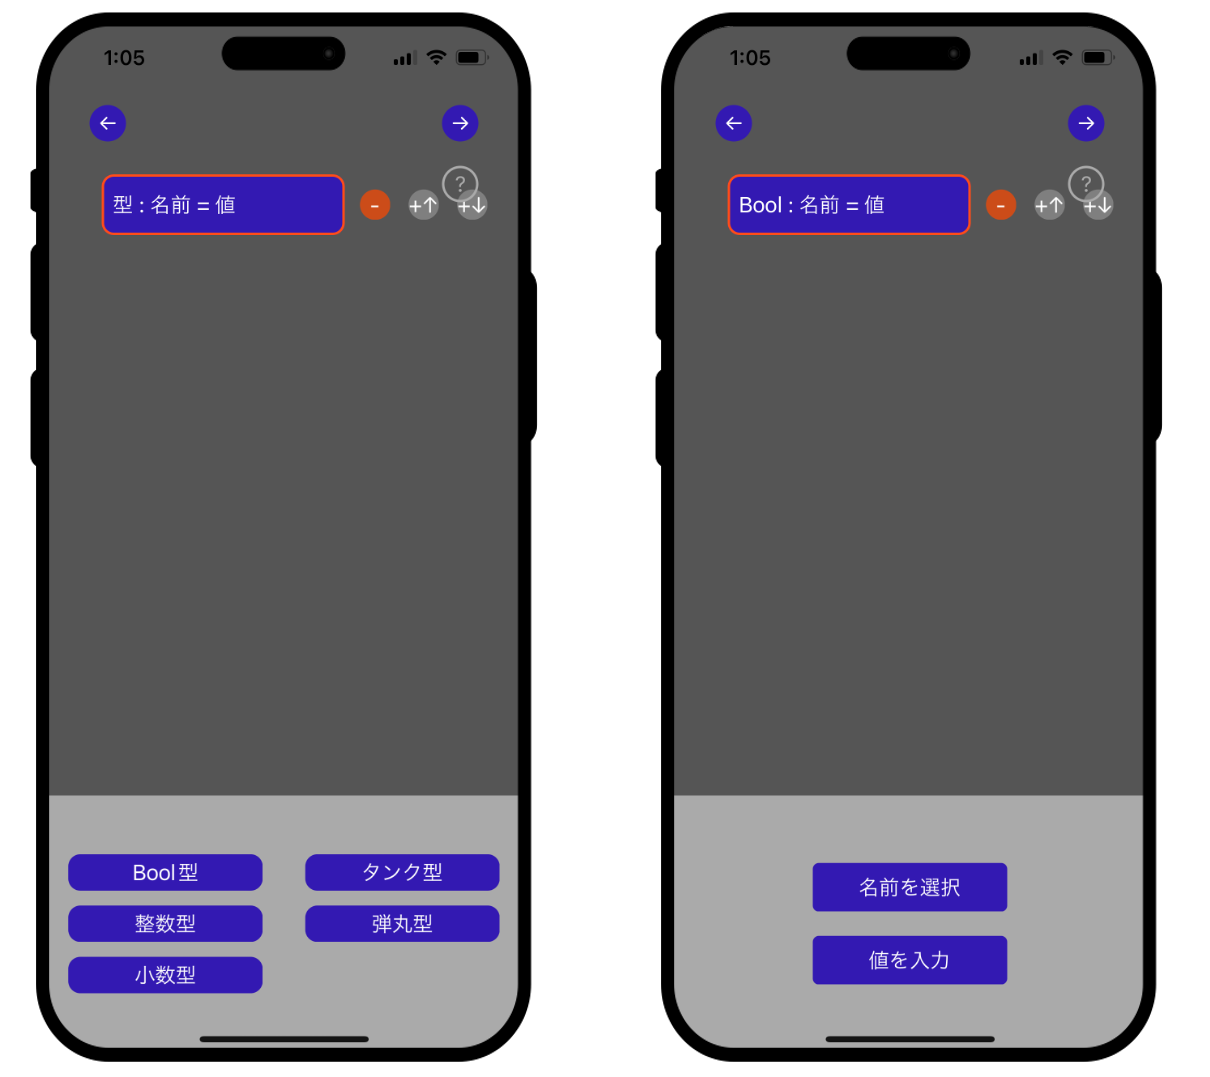 1:05
←
→
?
型 : 名前 = 値
-
+↑
+↓
Bool型
タンク型
整数型
弾丸型
小数型
1:05
←
→
?
Bool : 名前 = 値
-
+↑
+↓
名前を選択
値を入力